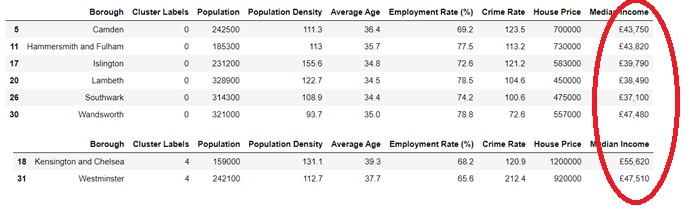 Borough Cluster Labels Population Population Density Average Age Employment Rate (%) Crime Rate House Price Median Income
5 Camden 0 242500 111.3 36.4 69.2 123.5 700000 £43,750
11 Hammersmith and Fulham 0 185300 113 35.7 77.5 113.2 730000 £43,820
17 Islington 0 231200 155.6 34.8 72.6 121.2 583000 £39,790
20 Lambeth 0 328900 122.7 34.5 78.5 104.6 450000 £38,490
26 Southwark 0 314300 108.9 34.4 74.2 100.6 475000 £37,100
30 Wandsworth 0 321000 93.7 35.0 78.8 72.6 557000 £47,480
Borough Cluster Labels Population Population Density Average Age Employment Rate (%) Crime Rate House Price Median Income
18 Kensington and Chelsea 4 159000 131.1 39.3 68.2 120.9 1200000 £55,620
31 Westminster 4 242100 112.7 37.7 65.6 212.4 920000 £47,510